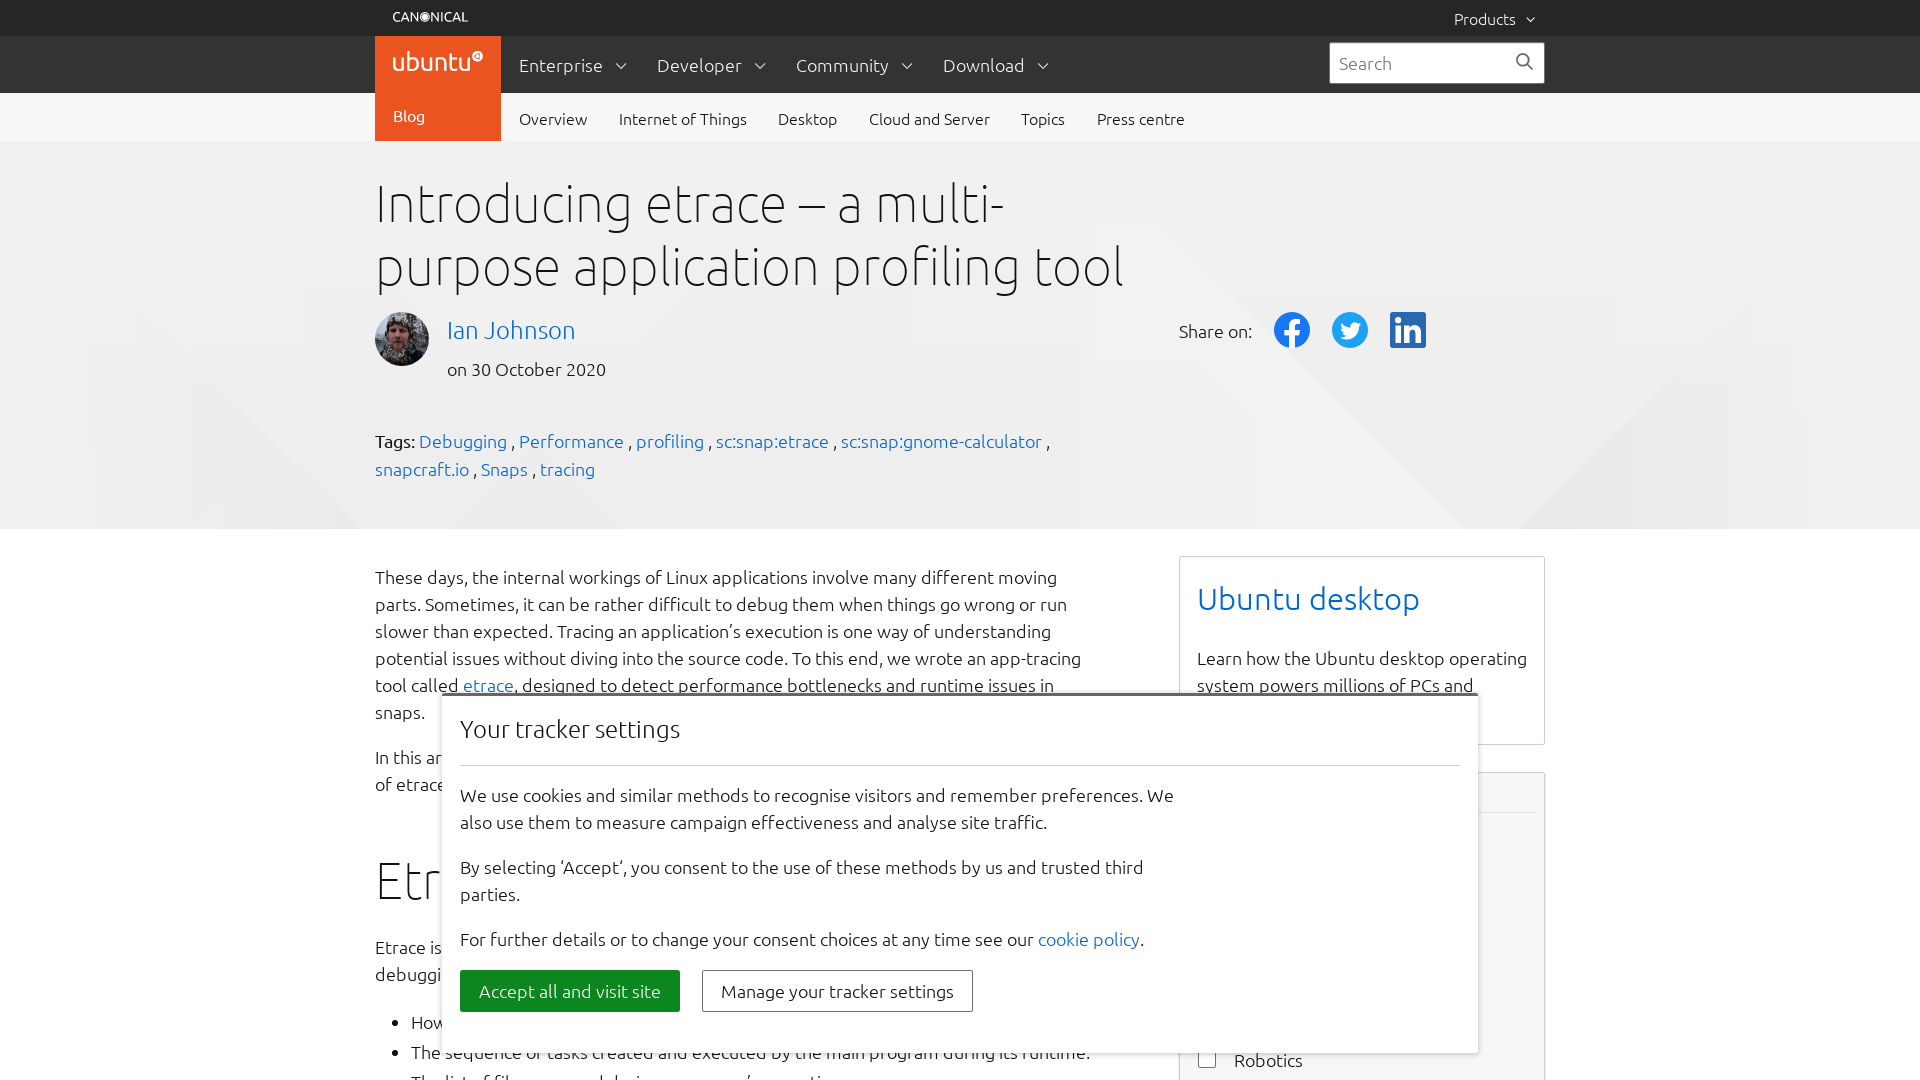 CANONICAL
Products
ubuntu
Enterprise
Developer
Community
Download
Search
Blog
Overview
Internet of Things
Desktop
Cloud and Server
Topics
Press centre
Introducing etrace – a multi-
purpose application profiling tool
Ian Johnson
on 30 October 2020
Share on:
Tags: Debugging , Performance , profiling , sc:snap:etrace , sc:snap:gnome-calculator ,
snapcraft.io , Snaps , tracing
These days, the internal workings of Linux applications involve many different moving
parts. Sometimes, it can be rather difficult to debug them when things go wrong or run
slower than expected. Tracing an application’s execution is one way of understanding
potential issues without diving into the source code. To this end, we wrote an app-tracing
tool called etrace, designed to detect performance bottlenecks and runtime issues in
snaps.
In this ar
of etrace
Etr
Etrace is
debuggi
How
The sequence of tasks created and executed by the main program during its runtime.
Ubuntu desktop
Learn how the Ubuntu desktop operating
system powers millions of PCs and
Robotics
Your tracker settings
We use cookies and similar methods to recognise visitors and remember preferences. We
also use them to measure campaign effectiveness and analyse site traffic.
By selecting ‘Accept‘, you consent to the use of these methods by us and trusted third
parties.
For further details or to change your consent choices at any time see our cookie policy.
Accept all and visit site
Manage your tracker settings